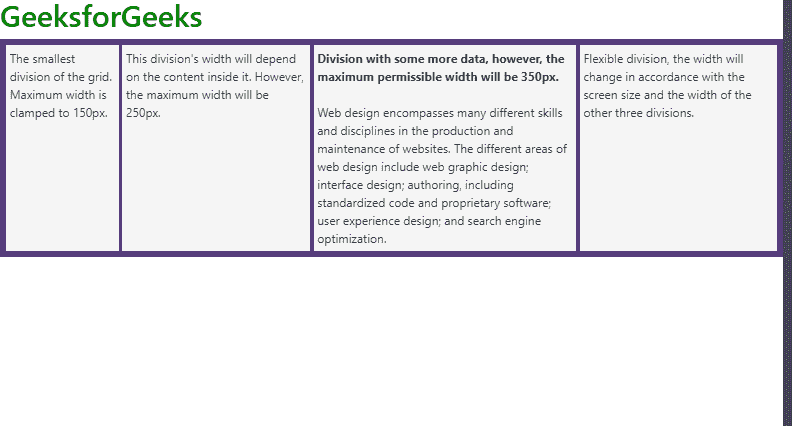 GeeksforGeeks
The smallest
division of the grid.
Maximum width is
clamped to 150px.
This division's width will depend
on the content inside it. However,
the maximum width will be
250px.
Division with some more data, however, the
maximum permissible width will be 350px.
Web design encompasses many different skills
and disciplines in the production and
maintenance of websites. The different areas of
web design include web graphic design;
interface design; authoring, including
standardized code and proprietary software;
user experience design; and search engine
optimization.
Flexible division, the width will
change in accordance with the
screen size and the width of the
other three divisions.